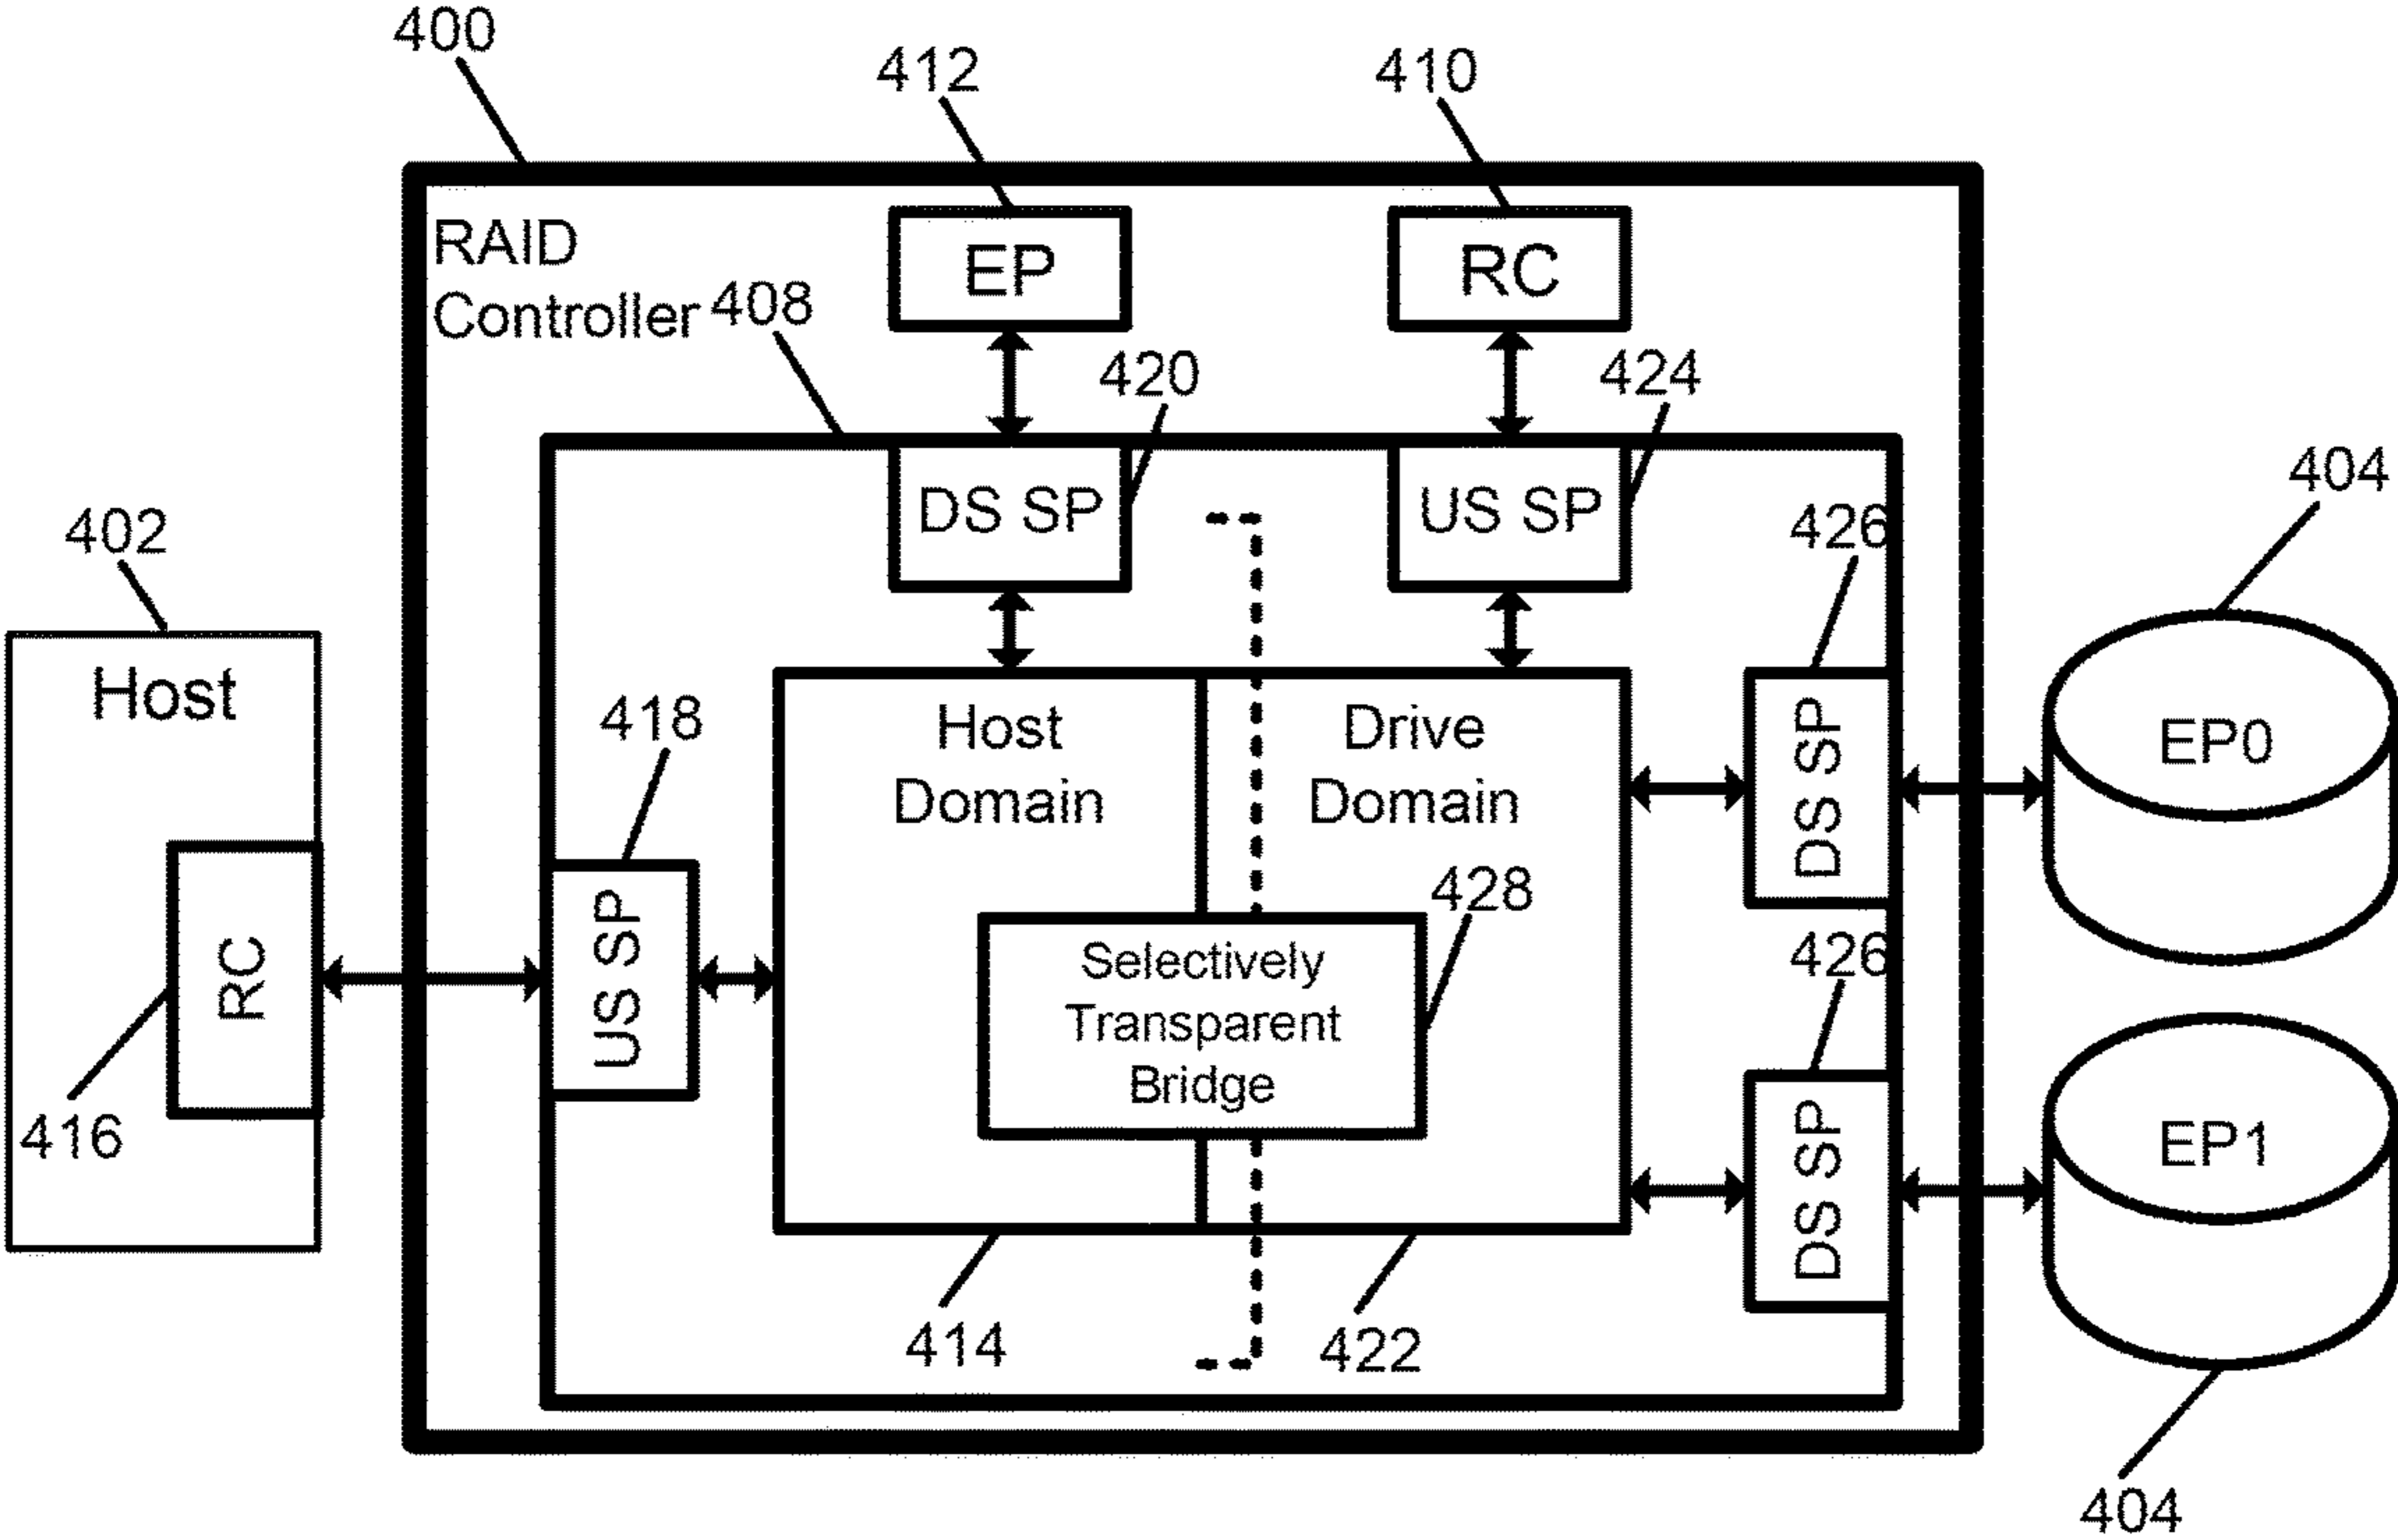 400
412
410
RAID
Controller
408
EP
RC
420
424
404
402
DS SP
US SP
426
Host
418
Host
Domain
Drive
Domain
DS SP
EP0
428
US SP
RC
Selectively
Transparent
Bridge
426
416
DS SP
EP1
414
422
404